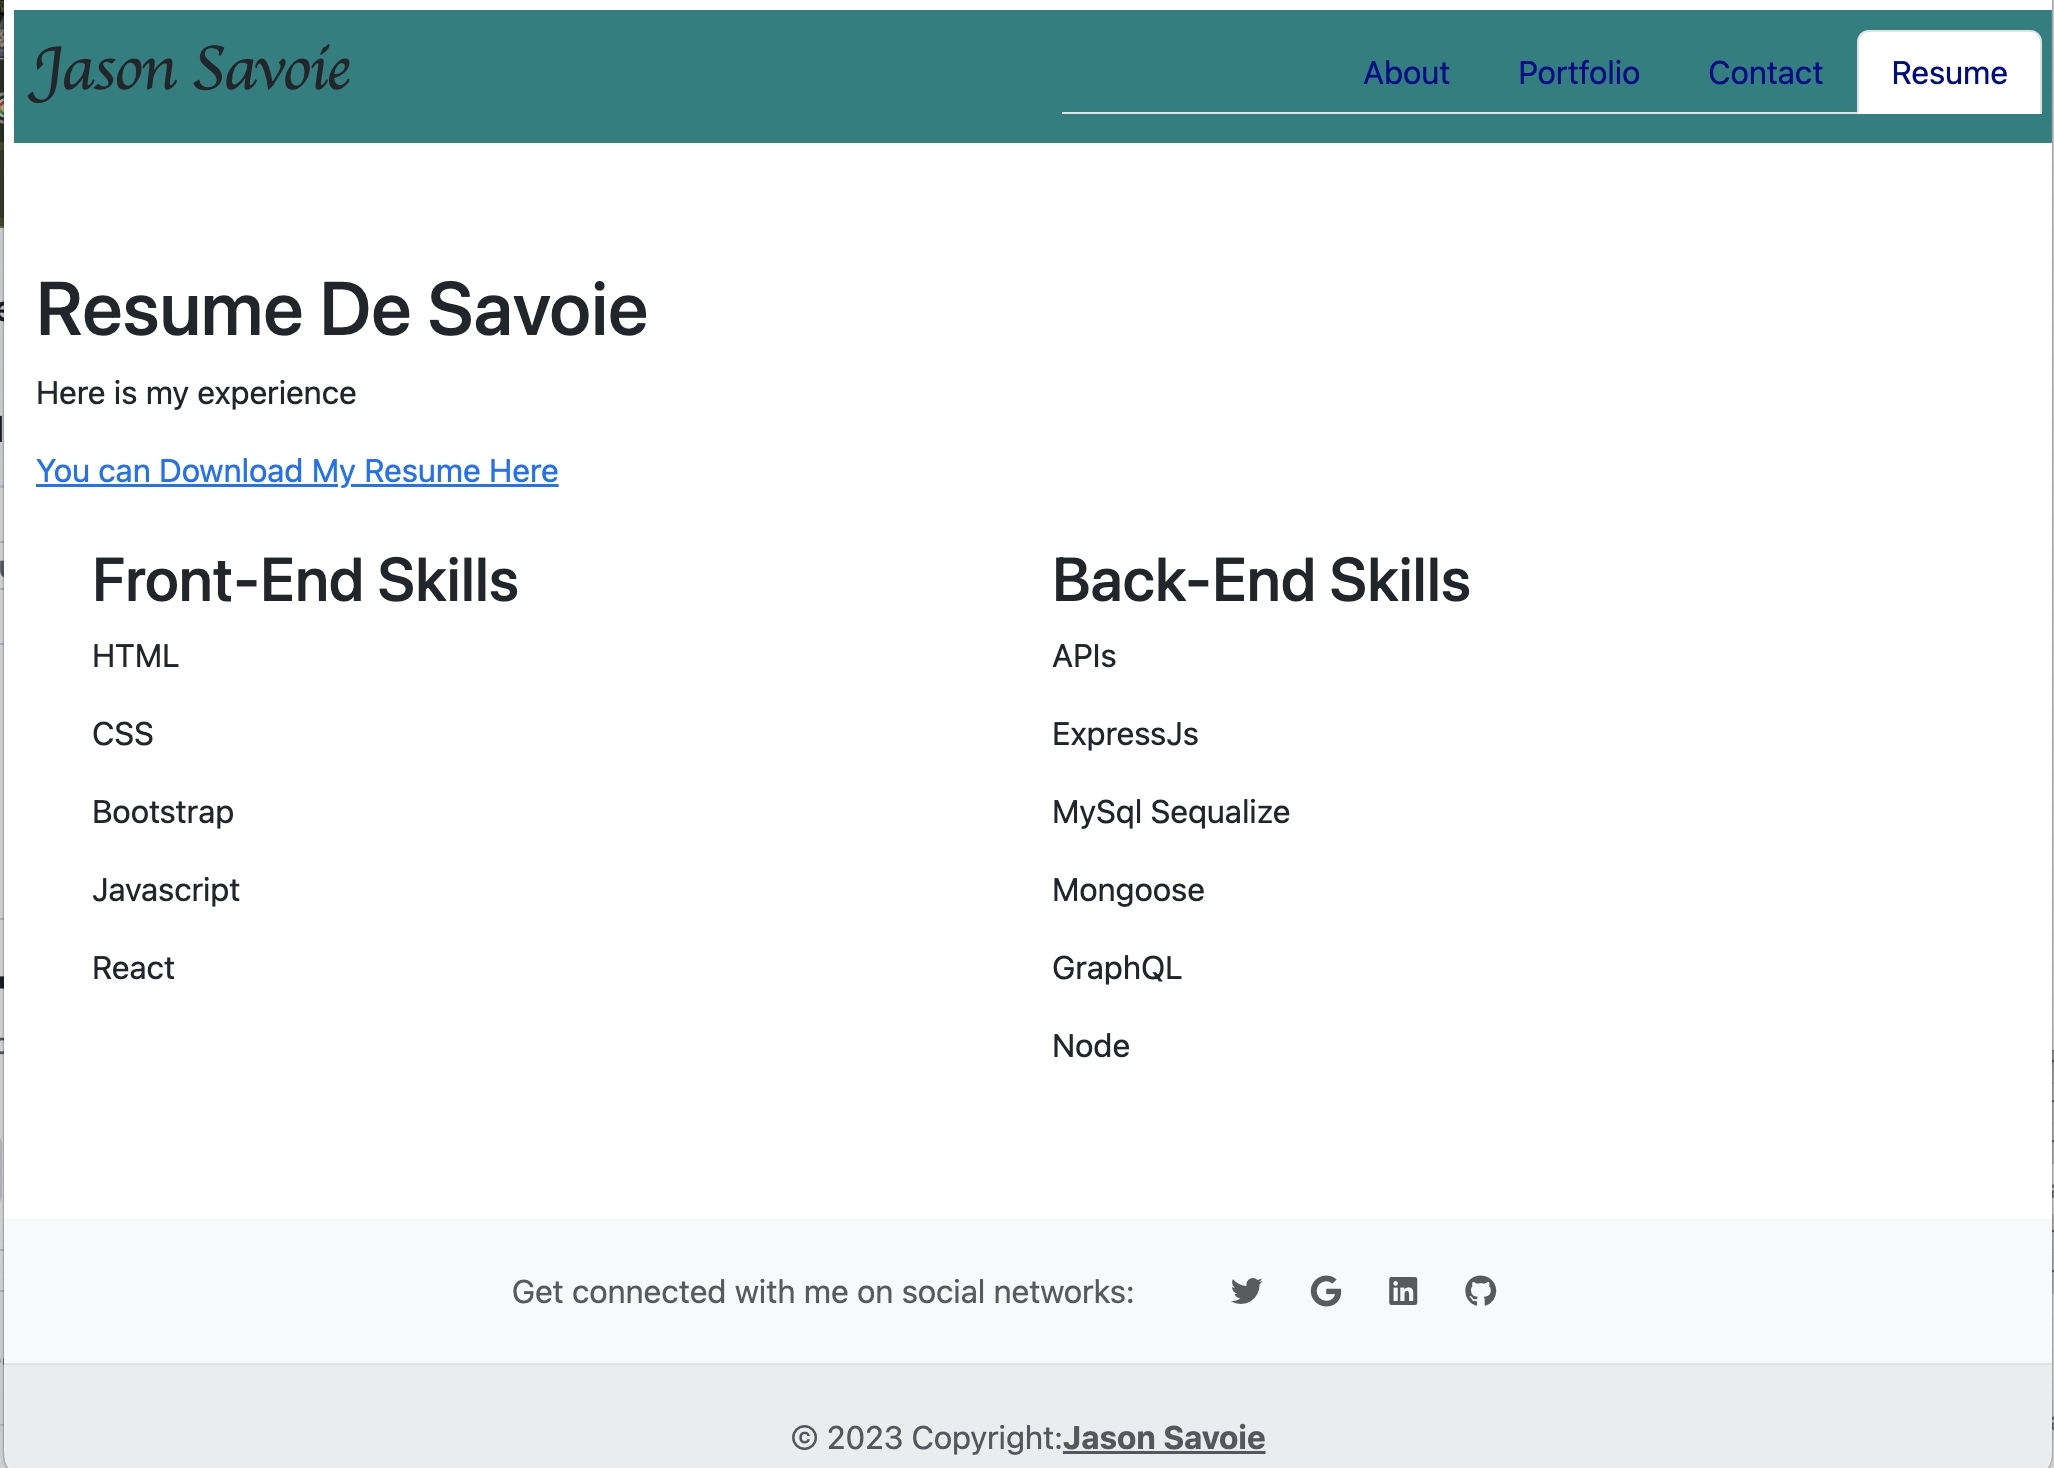 Jason Savoie
About Portfolio Contact Resume
Resume De Savoie
Here is my experience
You can Download My Resume Here
Front-End Skills
HTML
CSS
Bootstrap
Javascript
React
Back-End Skills
APIs
ExpressJs
MySql Sequalize
Mongoose
GraphQL
Node
Get connected with me on social networks:
© 2023 Copyright:Jason Savoie